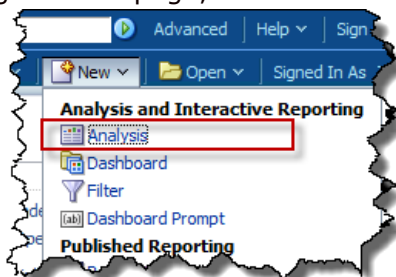 Advanced Help Sign
New Open Signed In As
Analysis and Interactive Reporting
Analysis
Dashboard
Filter
[ab] Dashboard Prompt
Published Reporting